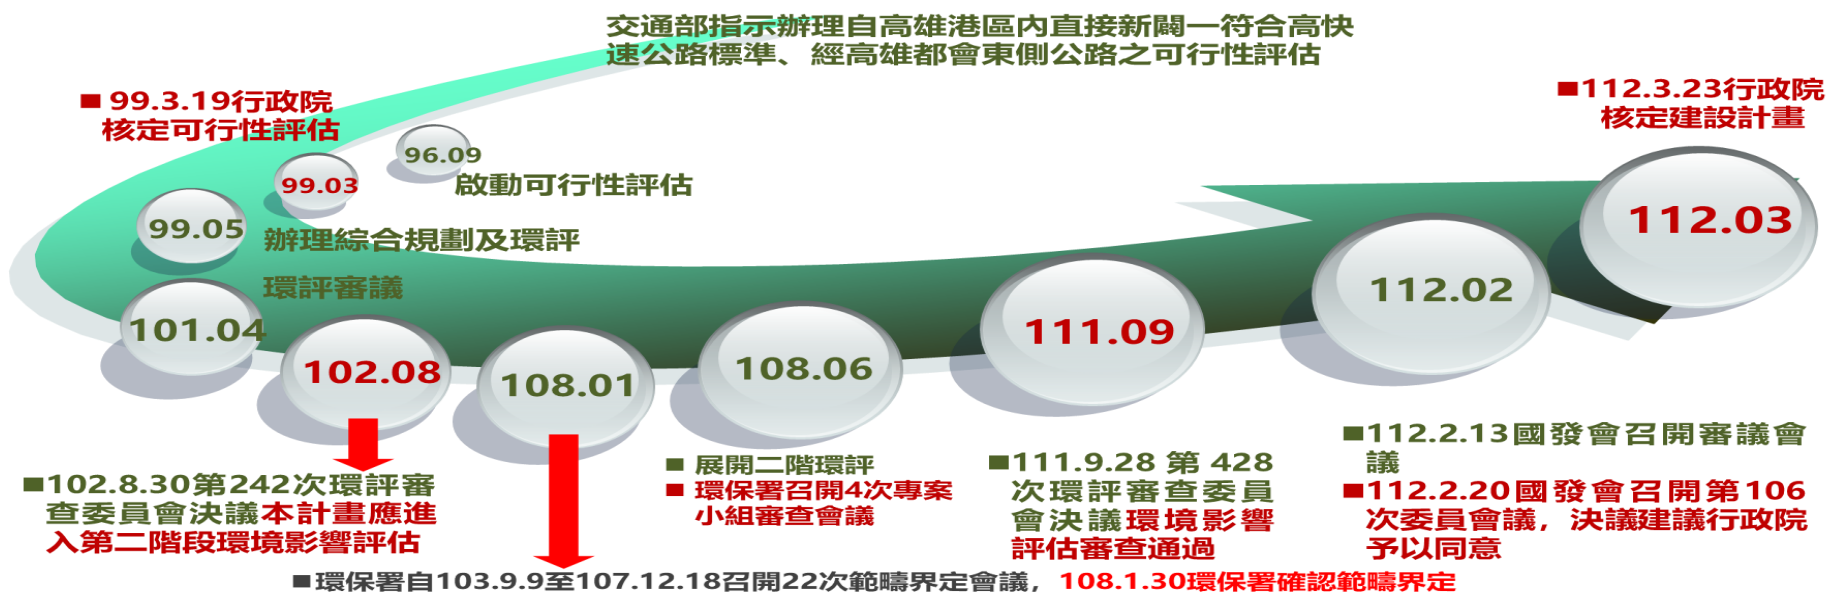 交通部指示辦理自高雄港區內直接新闢一符合高快
速公路標準、經高雄都會東側公路之可行性評估
■ 99.3.19行政院
核定可行性評估
■112.3.23行政院
核定建設計畫
96.09
啟動可行性評估
99.03
99.05
辦理綜合規劃及環評
環評審議
101.04
102.08
108.01
108.06
111.09
112.02
112.03
■102.8.30第242次環評審
查委員會決議本計畫應進
入第二階段環境影響評估
■ 展開二階環評
■ 環保署召開4次專案
小組審查會議
■111.9.28 第 428
次環評審查委員
會決議環境影響
評估審查通過
■112.2.13國發會召開審議會
議
■112.2.20國發會召開第106
次委員會議，決議建議行政院
予以同意
■環保署自103.9.9至107.12.18召開22次範疇界定會議，108.1.30環保署確認範疇界定